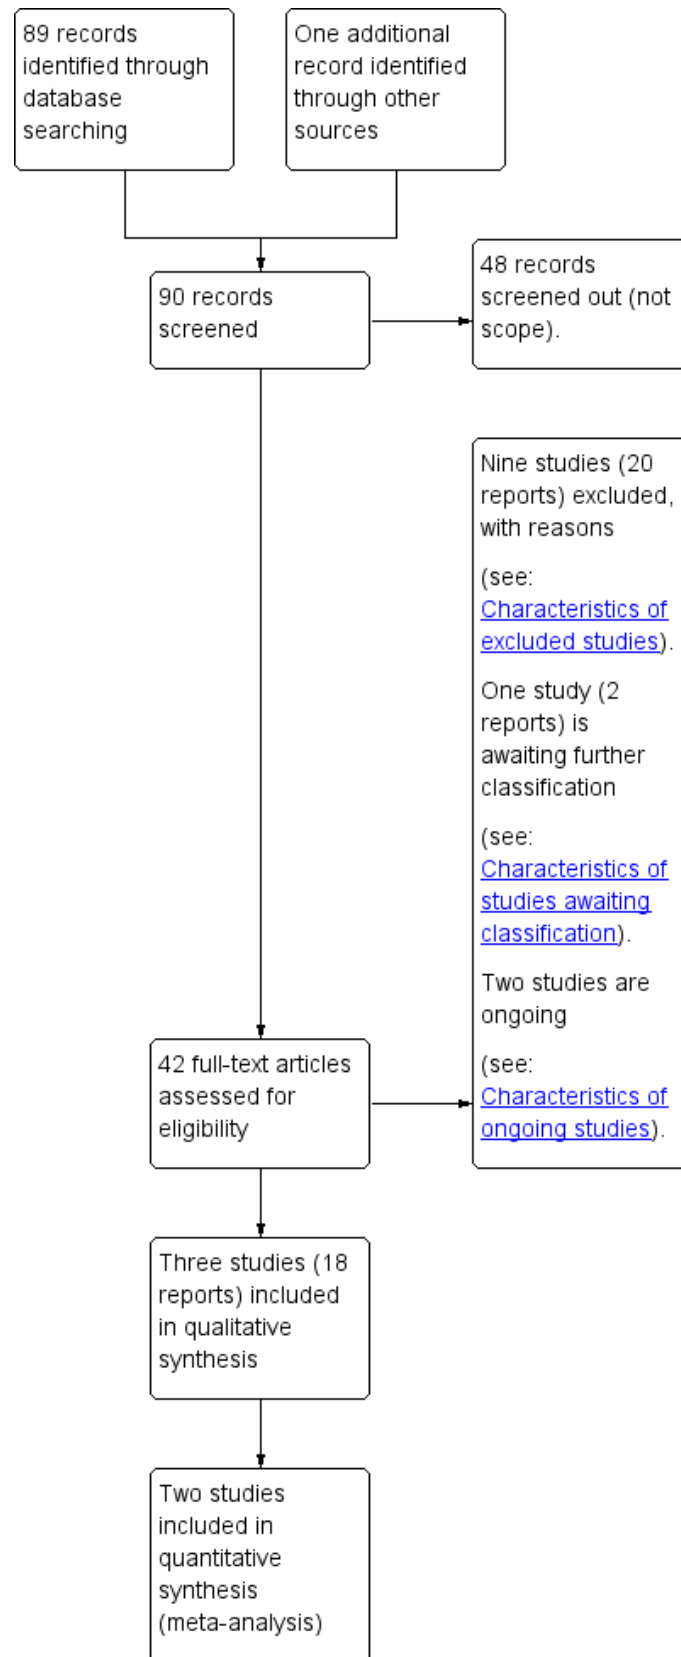 89 records
identified through
database
searching
One additional
record identified
through other
sources
90 records
screened
48 records
screened out (not
scope).
Nine studies (20
reports) excluded,
with reasons
(see:
Characteristics of
excluded studies).
One study (2
reports) is
awaiting further
classification
(see:
Characteristics of
studies awaiting
classification).
Two studies are
ongoing
(see:
Characteristics of
ongoing studies).
42 full-text articles
assessed for
eligibility
Three studies (18
reports) included
in qualitative
synthesis
Two studies
included in
quantitative
synthesis
(meta-analysis)